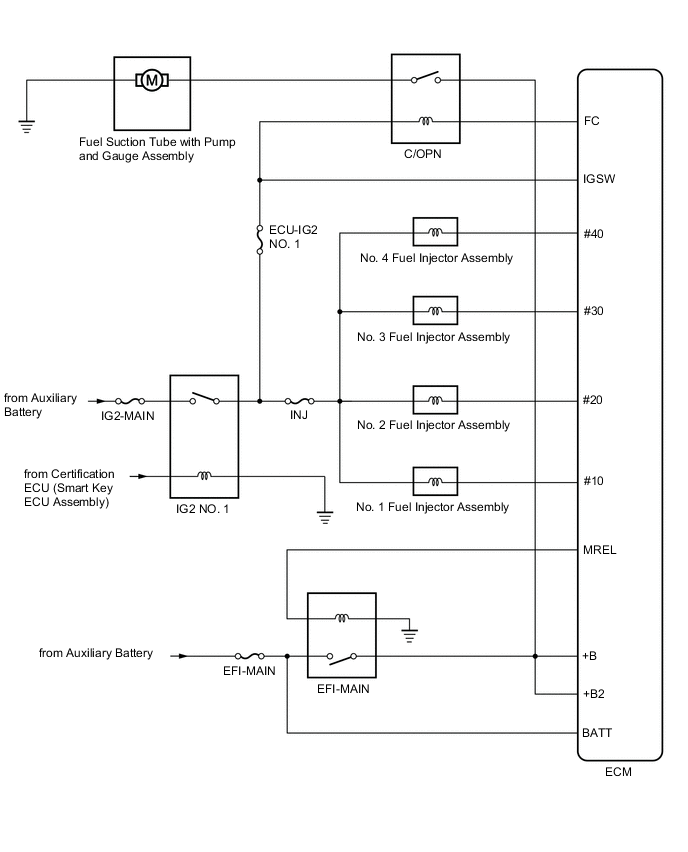 M
Fuel Suction Tube with Pump
and Gauge Assembly
C/OPN
FC
IGSW
ECU-IG2
NO. 1
#40
No. 4 Fuel Injector Assembly
#30
No. 3 Fuel Injector Assembly
from Auxiliary
Battery
IG2-MAIN
INJ
#20
No. 2 Fuel Injector Assembly
from Certification
ECU (Smart Key
ECU Assembly)
IG2 NO. 1
#10
No. 1 Fuel Injector Assembly
MREL
from Auxiliary Battery
EFI-MAIN
EFI-MAIN
+B
+B2
BATT
ECM